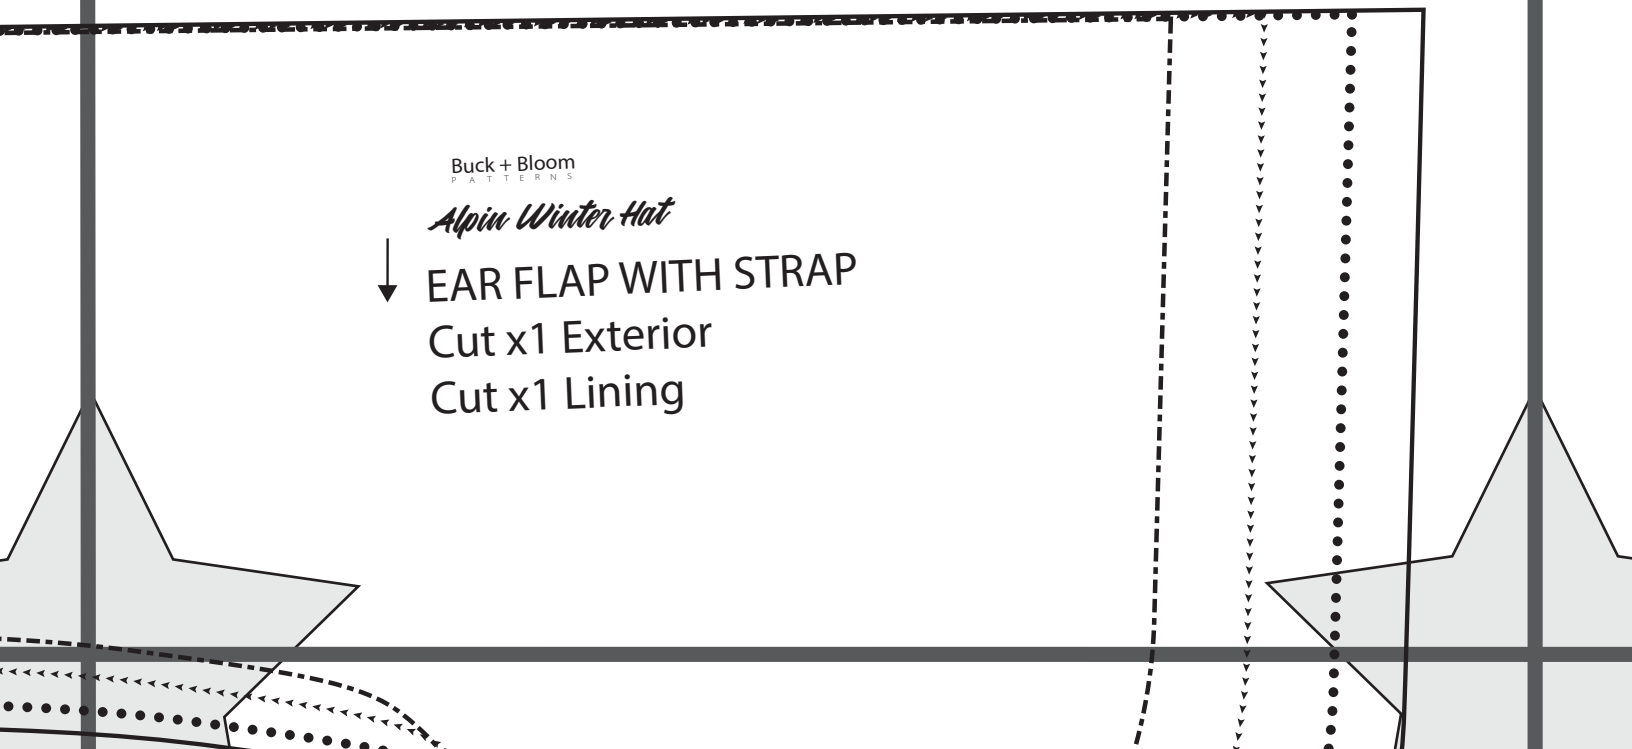 Buck + Bloom
PATTERNS
Alpin Winter Hat
EAR FLAP WITH STRAP
Cut x1 Exterior
Cut x1 Lining